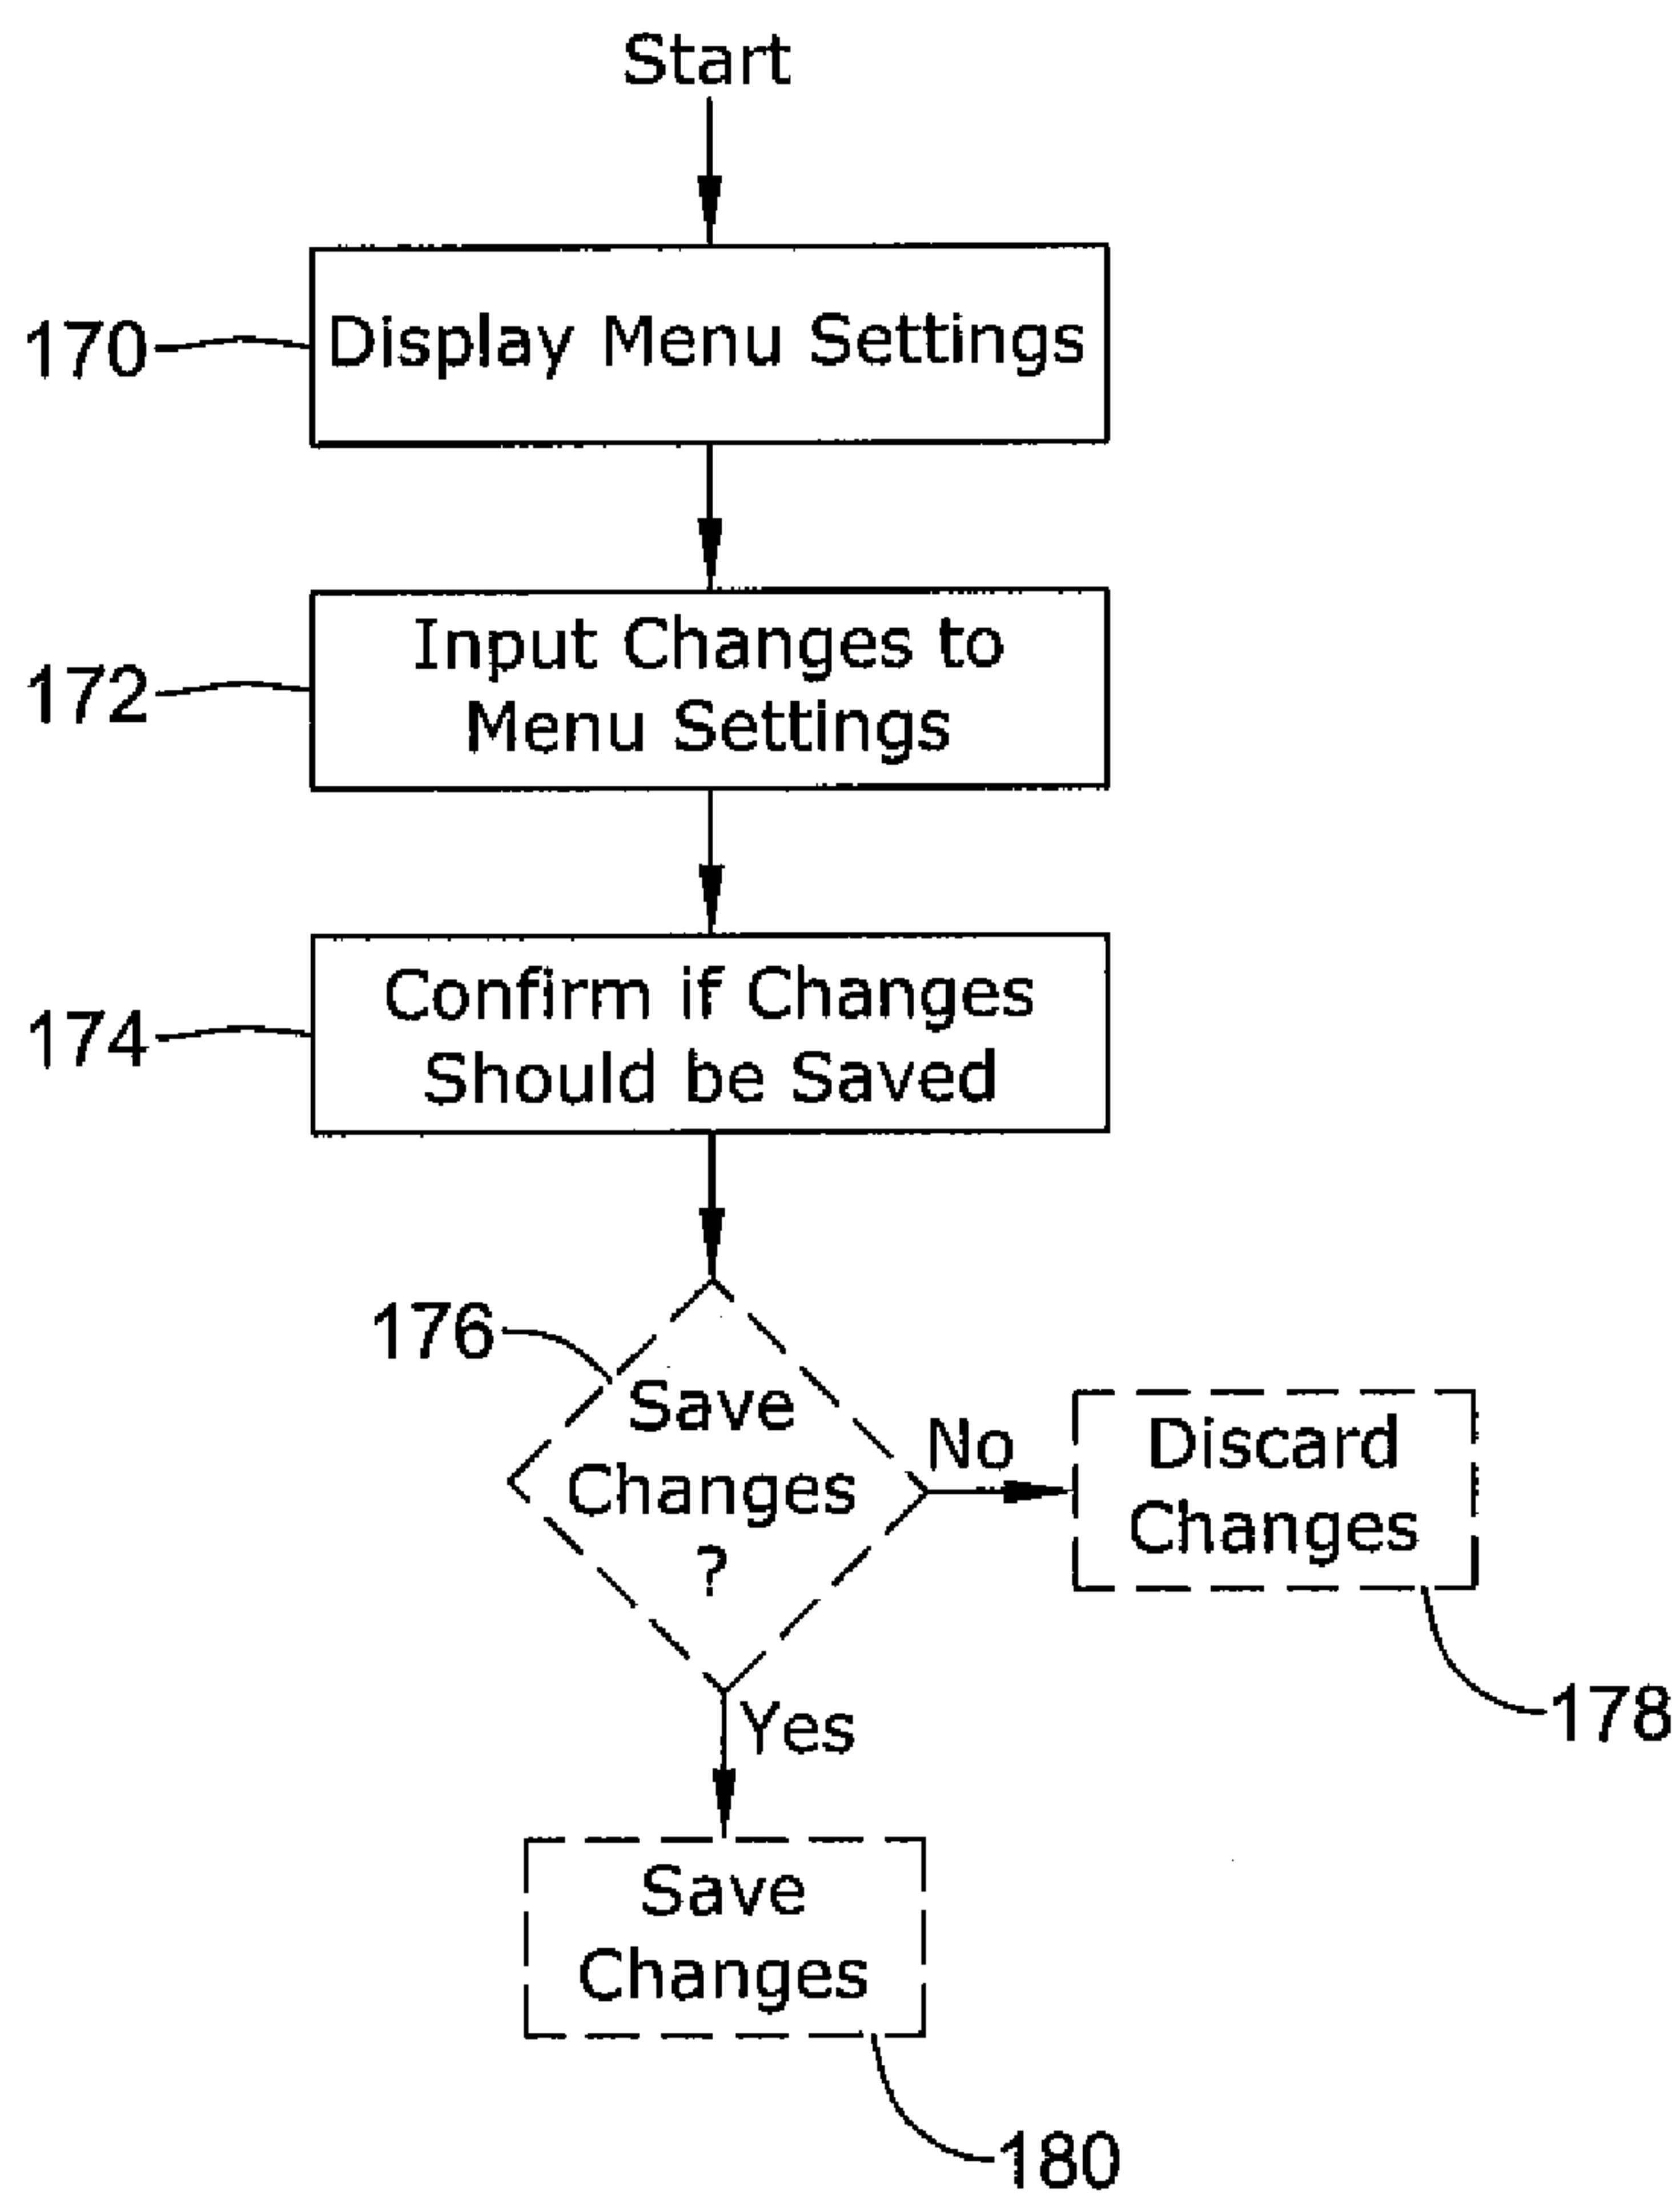 Start
170
Display Menu Settings
172
Input Changes to
Menu Settings
174
Confirm if Changes
Should be Saved
176
Save
Changes
?
No
Discard
Changes
178
Yes
Save
Changes
180